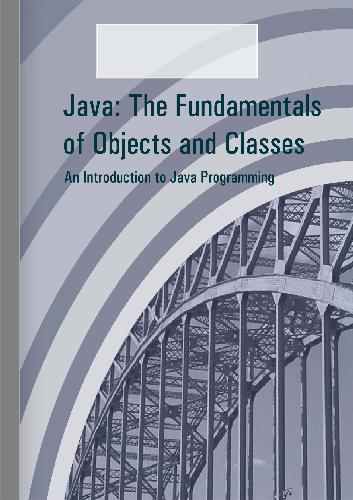 Java: The Fundamentals
of Objects and Classes
An Introduction to Java Programming